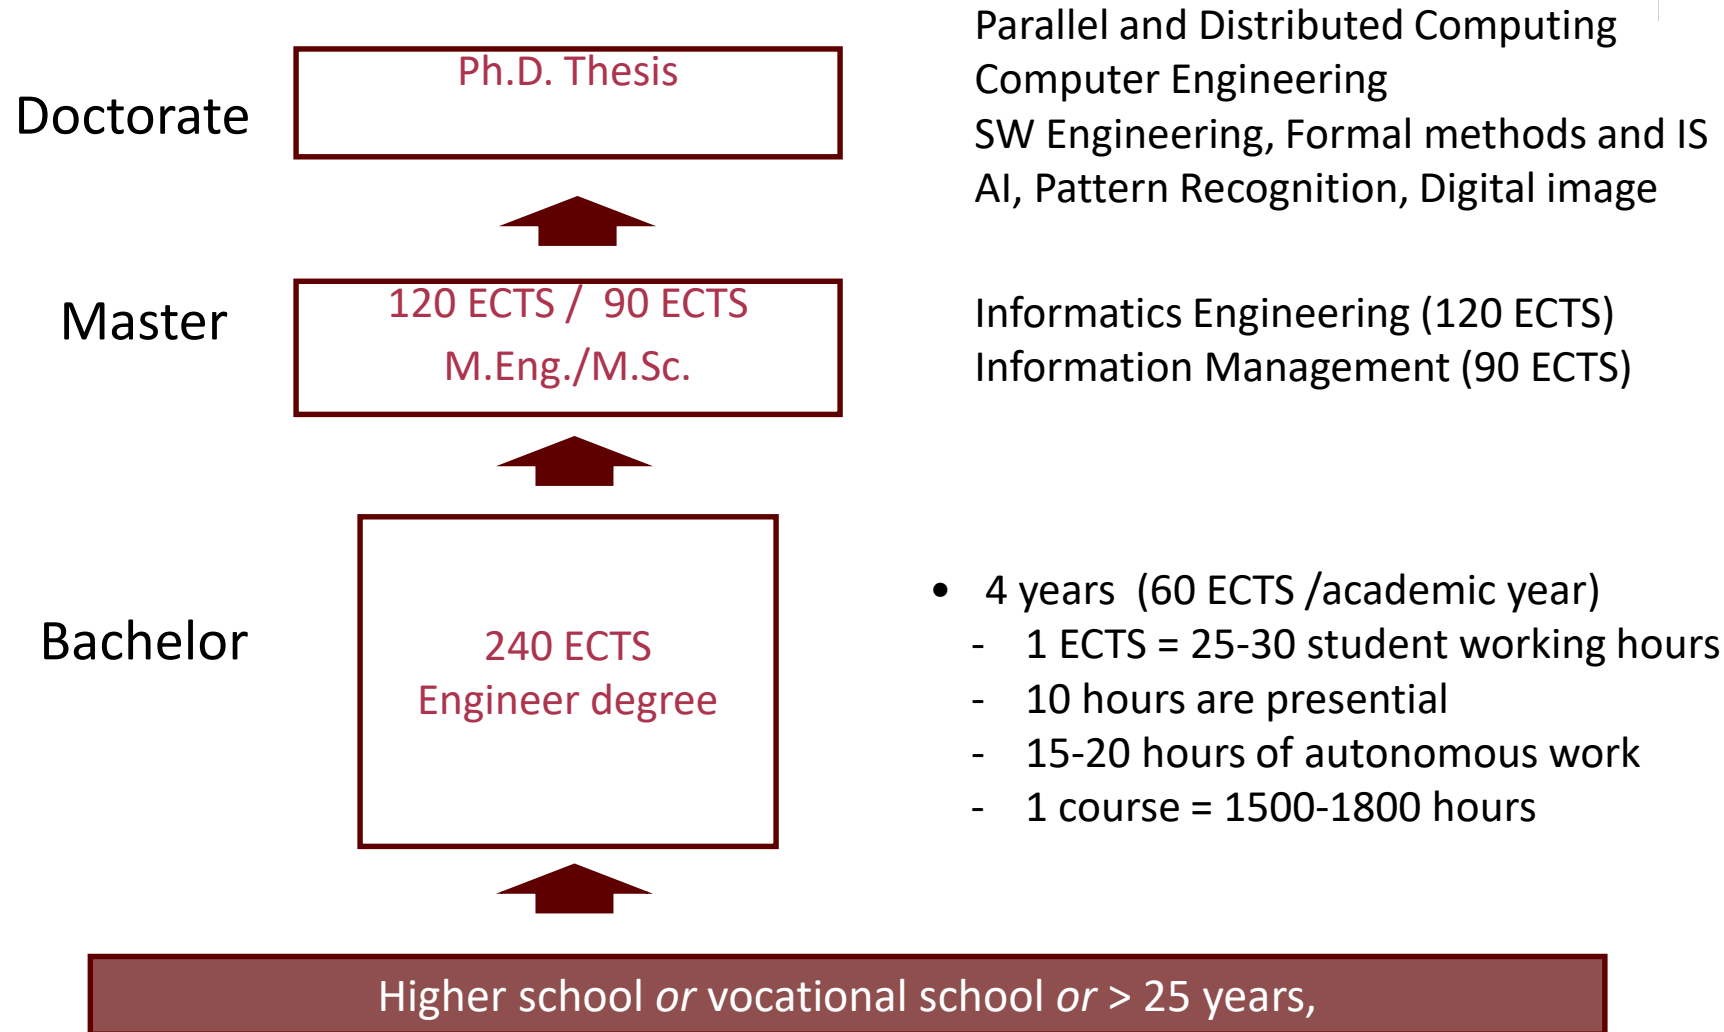 Parallel and Distributed Computing
Computer Engineering
SW Engineering, Formal methods and IS
AI, Pattern Recognition, Digital image
Doctorate
Ph.D. Thesis
Master
120 ECTS / 90 ECTS
M.Eng./M.Sc.
Informatics Engineering (120 ECTS)
Information Management (90 ECTS)
Bachelor
240 ECTS
Engineer degree
• 4 years (60 ECTS /academic year)
- 1 ECTS = 25-30 student working hours
- 10 hours are presential
- 15-20 hours of autonomous work
- 1 course = 1500-1800 hours
Higher school or vocational school or > 25 years,